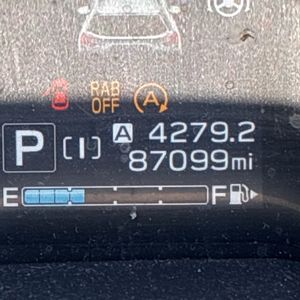 RAB
OFF
A
P (I) A 4279.2
87099mi
E F